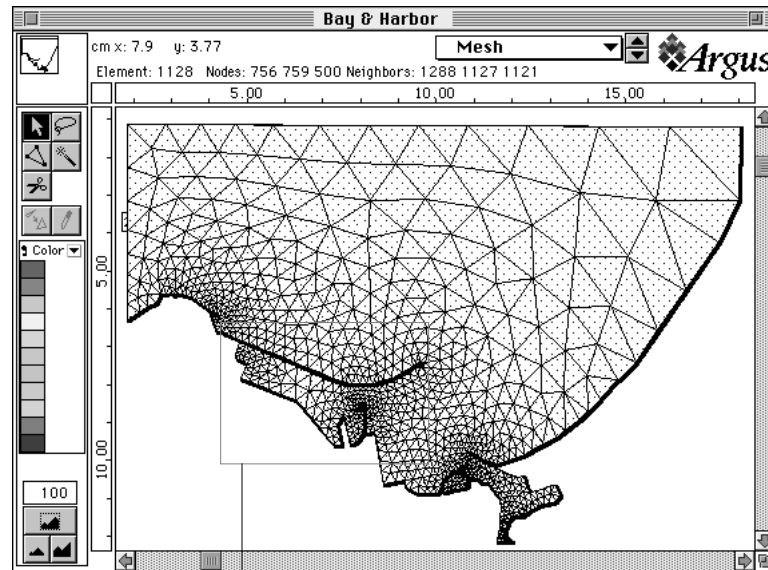 Bay & Harbor
cm x: 7.9 y: 3.77
Mesh
Argus
Element: 1128 Nodes: 756 759 500 Neighbors: 1288 1127 1121
5,00 10,00 15,00
Color
5,00
10,00
100